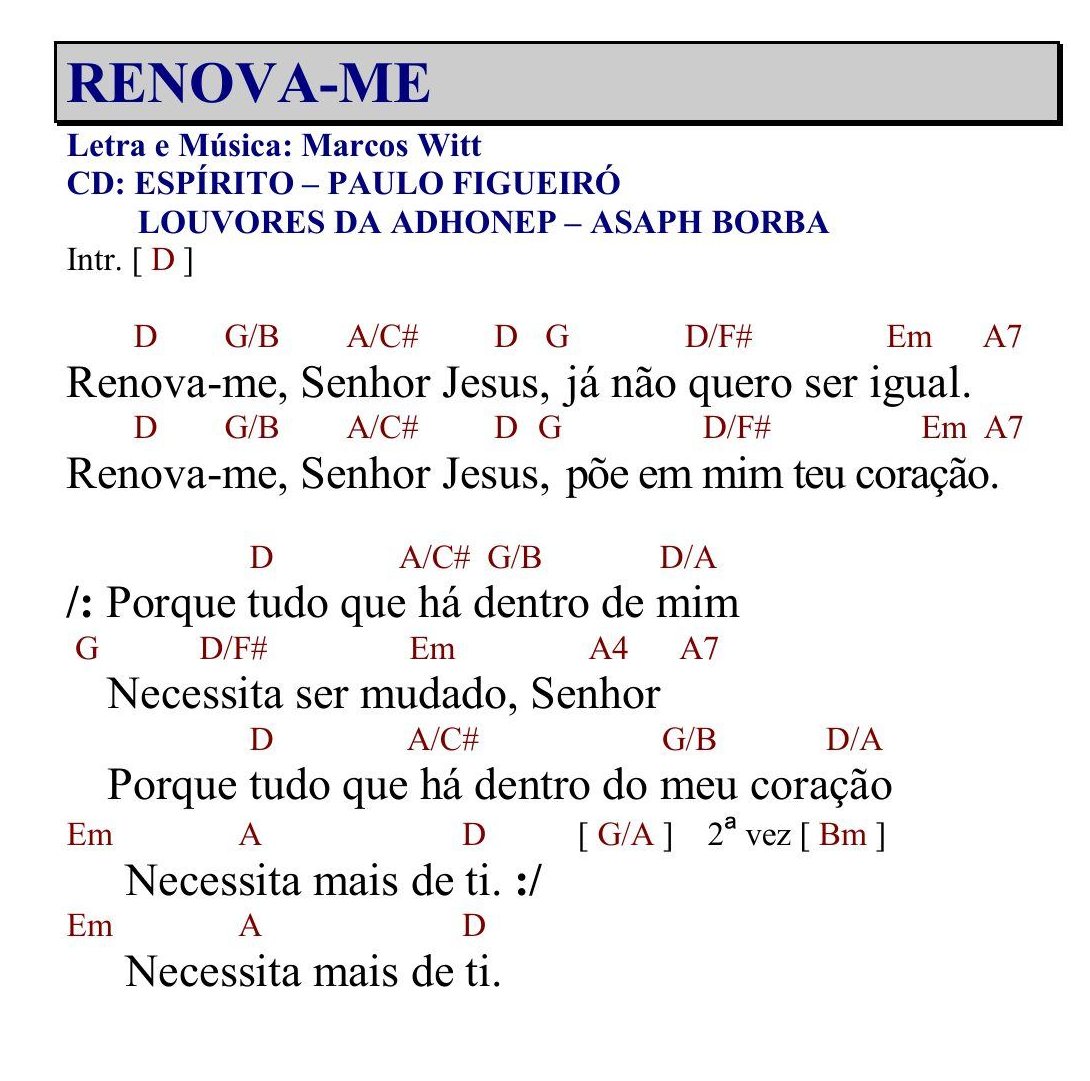 RENOVA-ME
Letra e Música: Marcos Witt
CD: ESPÍRITO – PAULO FIGUEIRÓ
LOUVORES DA ADHONEP – ASAPH BORBA
Intr. [ D ]
D G/B A/C# D G D/F# Em A7
Renova-me, Senhor Jesus, já não quero ser igual.
D G/B A/C# D G D/F# Em A7
Renova-me, Senhor Jesus, põe em mim teu coração.
D A/C# G/B D/A
/: Porque tudo que há dentro de mim
G D/F# Em A4 A7
Necessita ser mudado, Senhor
D A/C# G/B D/A
Porque tudo que há dentro do meu coração
Em A D [ G/A ] 2ª vez [ Bm ]
Necessita mais de ti. :/
Em A D
Necessita mais de ti.